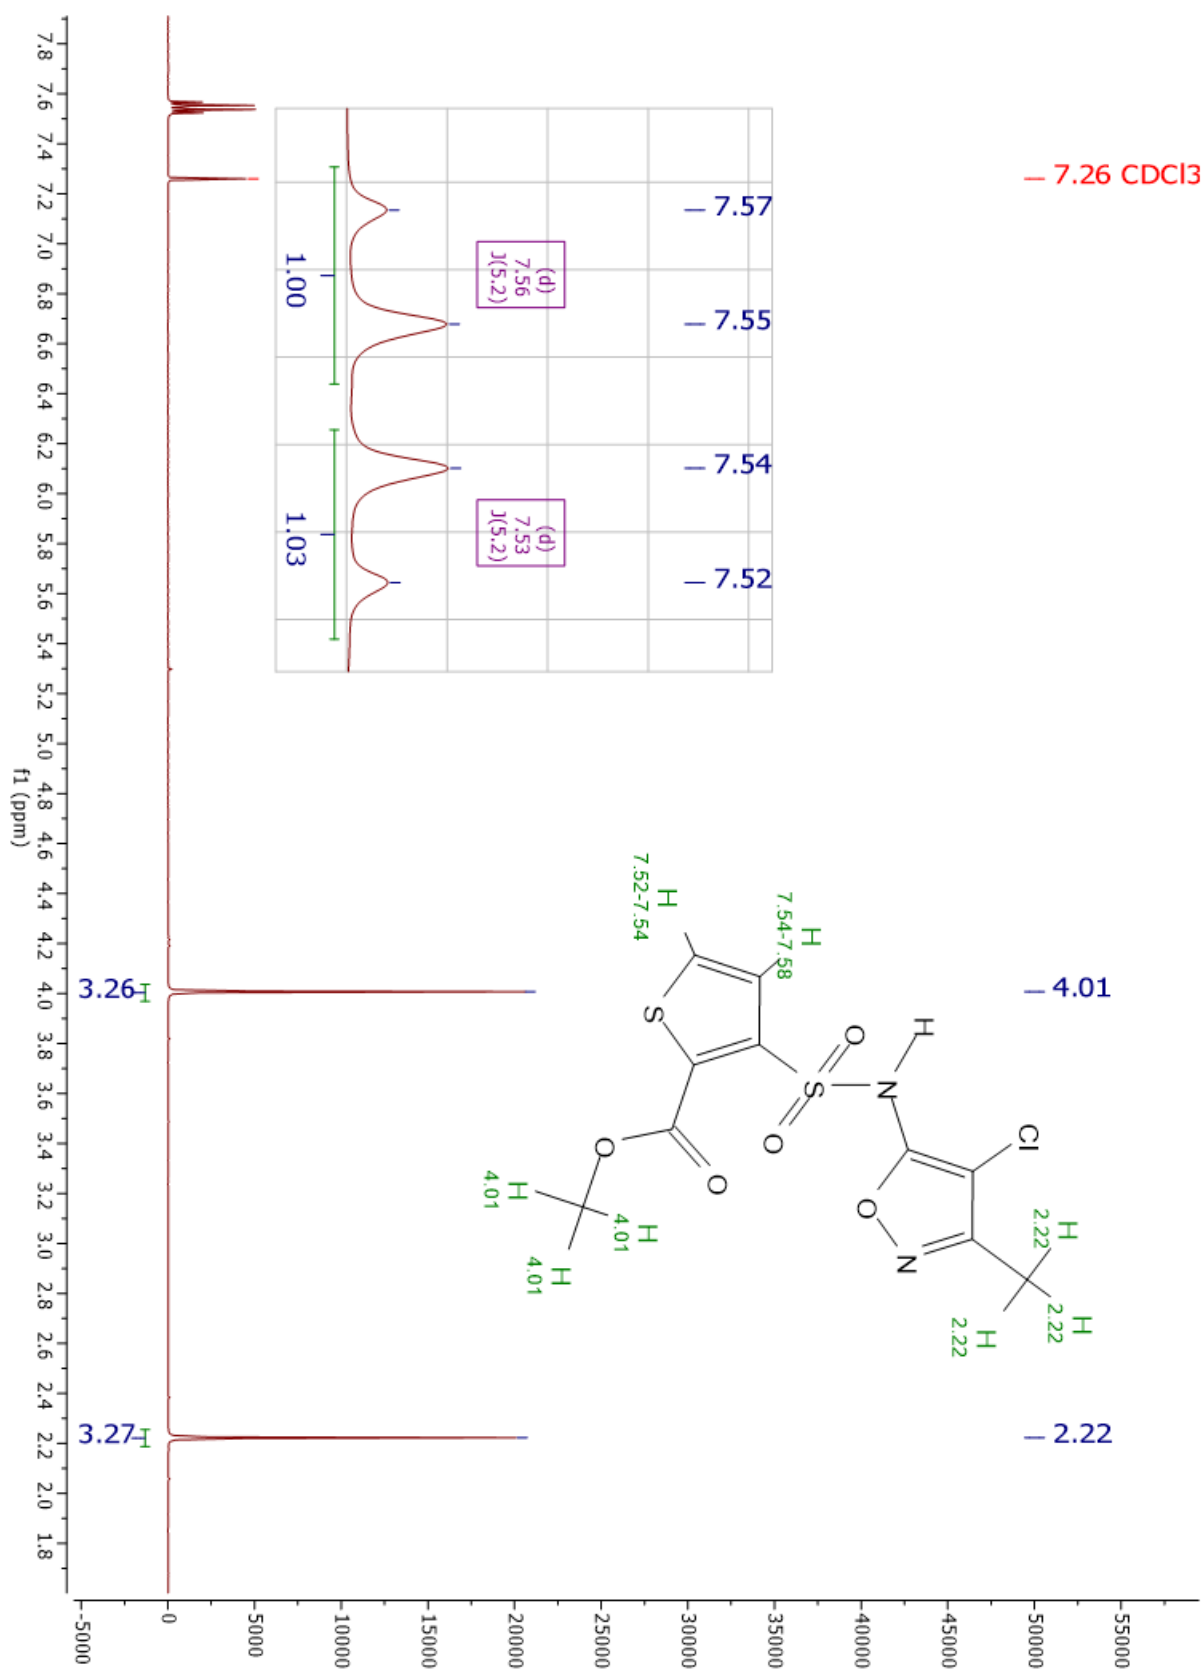 7.26 CDCl3
4.01
2.22
7.57
7.55
7.54
7.52
(d)
7.56
J(5.2)
(d)
7.53
J(5.2)
1.00
1.03
3.26
3.27
H
7.54-7.58
H
7.52-7.54
S
O
O
S
H
N
Cl
O
N
O
O
H
4.01
H
4.01
H
4.01
H
2.22
H
2.22
H
2.22
7.8
7.6
7.4
7.2
7.0
6.8
6.6
6.4
6.2
6.0
5.8
5.6
5.4
5.2
5.0
4.8
4.6
4.4
4.2
4.0
3.8
3.6
3.4
3.2
3.0
2.8
2.6
2.4
2.2
2.0
1.8
f1 (ppm)
-5000
0
5000
10000
15000
20000
25000
30000
35000
40000
45000
50000
55000